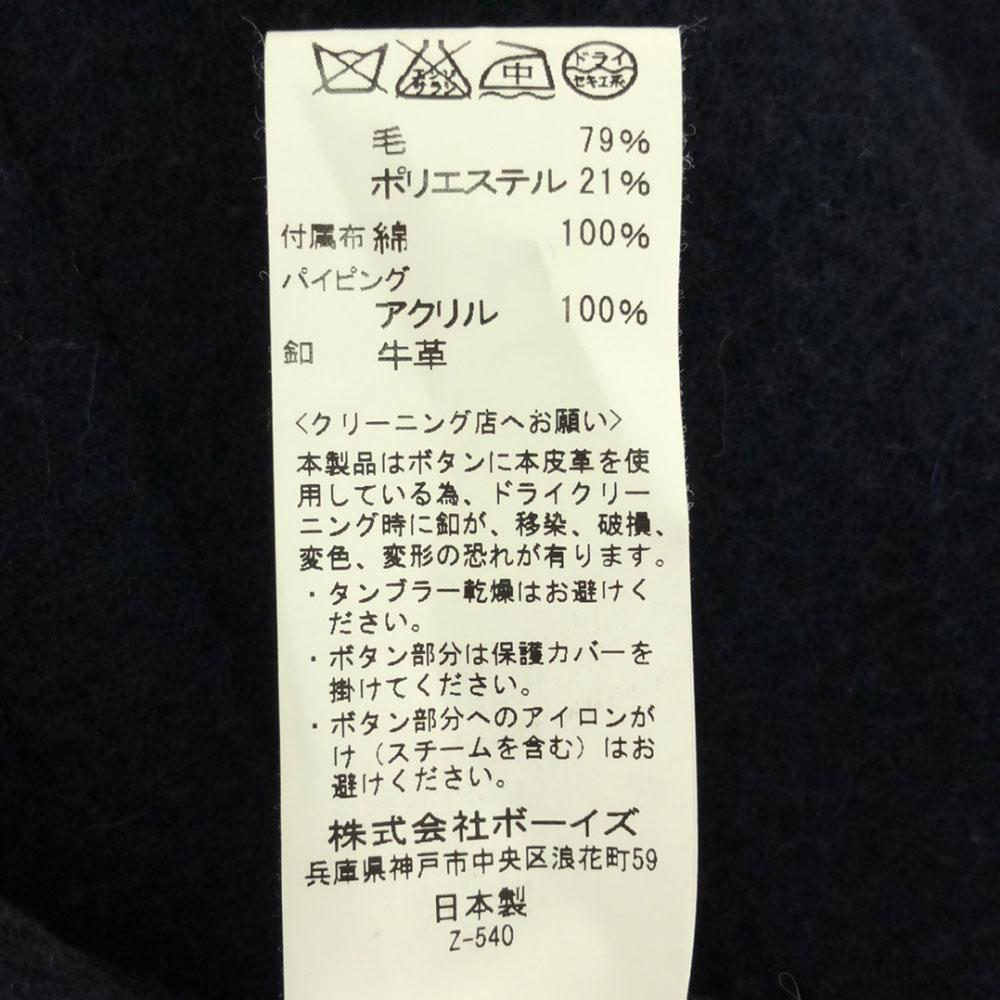 エンソ サラシ 中 ドライ
セキユ系
毛 79%
ポリエステル 21%
付属布 綿 100%
パイピング
アクリル 100%
釦 牛革
〈クリーニング店へお願い〉
本製品はボタンに本皮革を使
用している為、ドライクリー
ニング時に釦が、移染、破損、
変色、変形の恐れが有ります。
・タンブラー乾燥はお避けく
ださい。
・ボタン部分は保護カバーを
掛けてください。
・ボタン部分へのアイロンが
け（スチームを含む）はお
避けください。
株式会社ボーイズ
兵庫県神戸市中央区浪花町59
日本製
Z-540